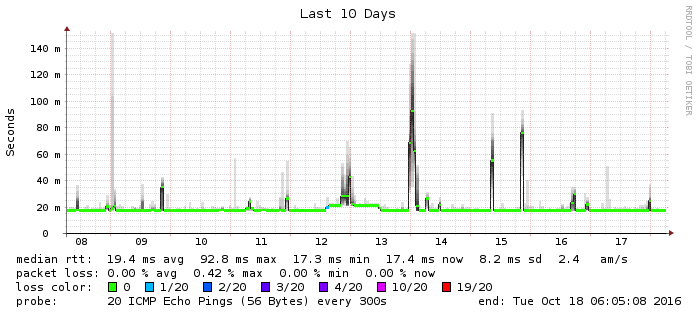 Last 10 Days
RRDTOOL / TOBI OETIKER
Seconds
140 m
120 m
100 m
80 m
60 m
40 m
20 m
0
08 09 10 11 12 13 14 15 16 17
median rtt: 19.4 ms avg 92.8 ms max 17.3 ms min 17.4 ms now 8.2 ms sd 2.4 am/s
packet loss: 0.00 % avg 0.42 % max 0.00 % min 0.00 % now
loss color: 0 1/20 2/20 3/20 4/20 10/20 19/20
probe: 20 ICMP Echo Pings (56 Bytes) every 300s end: Tue Oct 18 06:05:08 2016